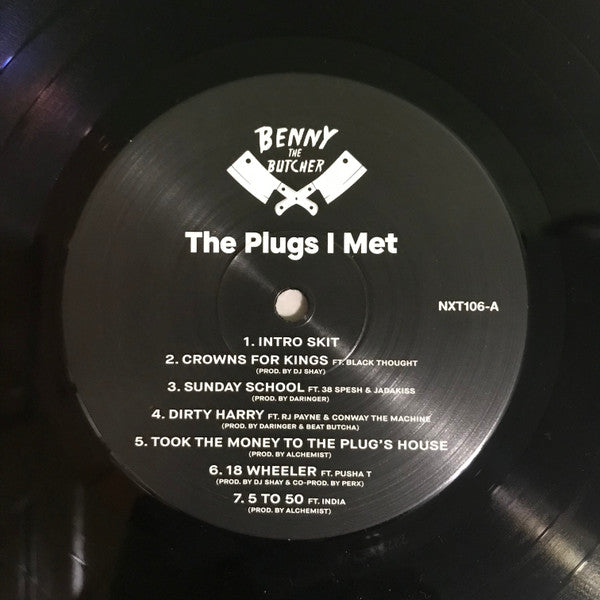 BENNY
THE
BUTCHER
The Plugs I Met
NXT106-A
1. INTRO SKIT
2. CROWNS FOR KINGS FT. BLACK THOUGHT
(PROD. BY DJ SHAY)
3. SUNDAY SCHOOL FT. 38 SPESH & JADAKISS
(PROD. BY DARINGER)
4. DIRTY HARRY FT. RJ PAYNE & CONWAY THE MACHINE
(PROD. BY DARINGER & BEAT BUTCHA)
5. TOOK THE MONEY TO THE PLUG'S HOUSE
(PROD. BY ALCHEMIST)
6. 18 WHEELER FT. PUSHA T
(PROD. BY DJ SHAY & CO-PROD. BY PERX)
7. 5 TO 50 FT. INDIA
(PROD. BY ALCHEMIST)